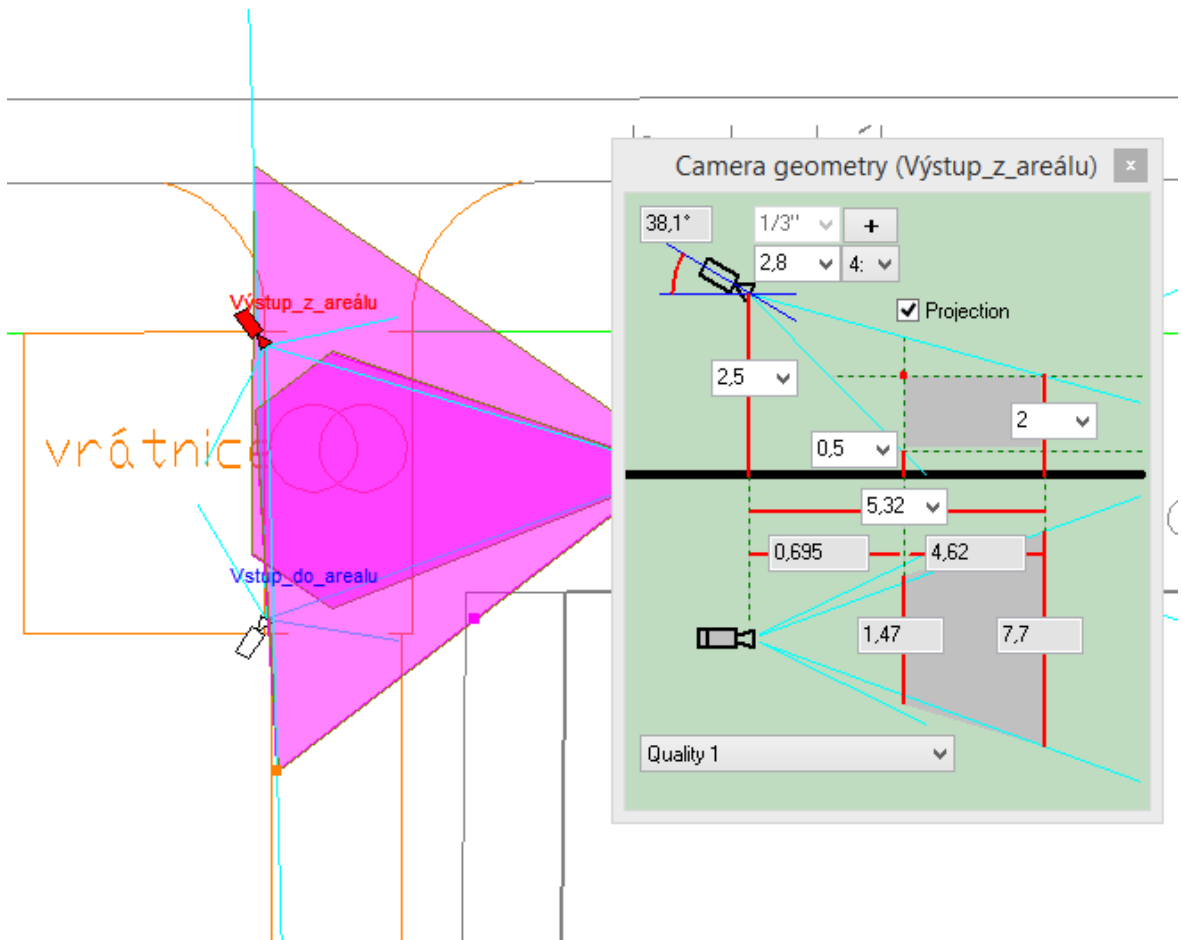 Camera geometry (Výstup_z_areálu)
x
38,1°
1/3"
+
2,8
4:
Projection
Výstup_z_areálu
2,5
2
vrátnice
0,5
5,32
0,695
4,62
Vstup_do_arealu
1,47
7,7
Quality 1